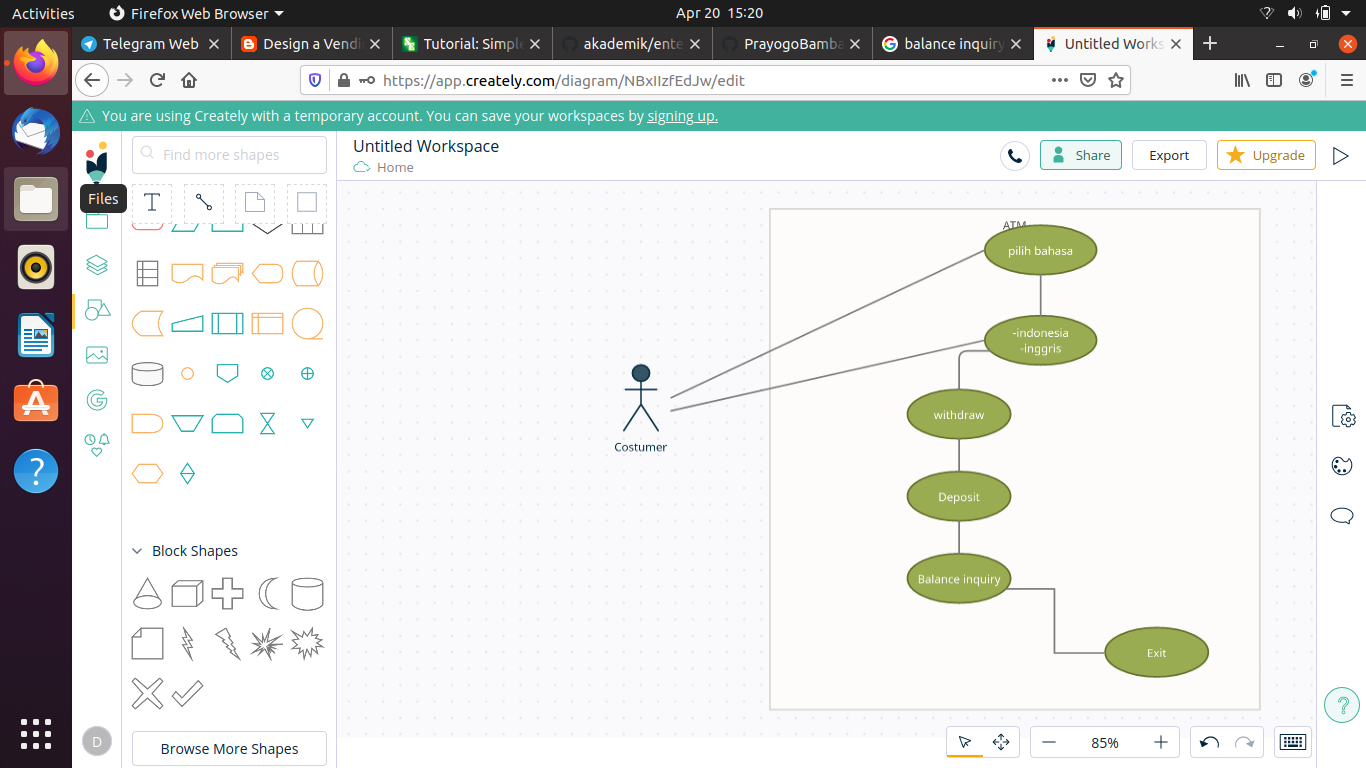 Activities
Firefox Web Browser
Apr 20 15:20
Telegram Web
Design a Vendi
Tutorial: Simple
akademik/ente
PrayogoBamba
balance inquiry
Untitled Works
https://app.creately.com/diagram/NBxIIzfEdJw/edit
You are using Creately with a temporary account. You can save your workspaces by signing up.
Find more shapes
Untitled Workspace
Home
Share
Export
Upgrade
Files
T
ATM
pilih bahasa
-indonesia
-inggris
withdraw
Costumer
Deposit
Block Shapes
Balance inquiry
Exit
D
Browse More Shapes
85%